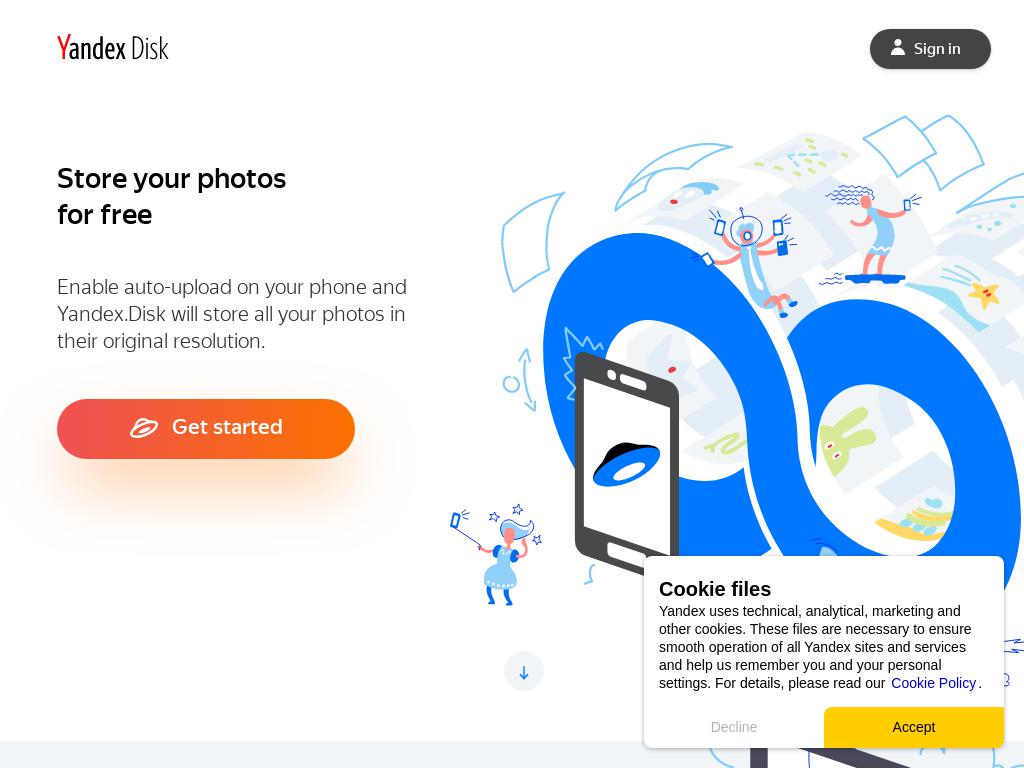 Yandex Disk
Sign in
Store your photos
for free
Enable auto-upload on your phone and
Yandex.Disk will store all your photos in
their original resolution.
Get started
Cookie files
Yandex uses technical, analytical, marketing and
other cookies. These files are necessary to ensure
smooth operation of all Yandex sites and services
and help us remember you and your personal
settings. For details, please read our Cookie Policy.
Decline
Accept